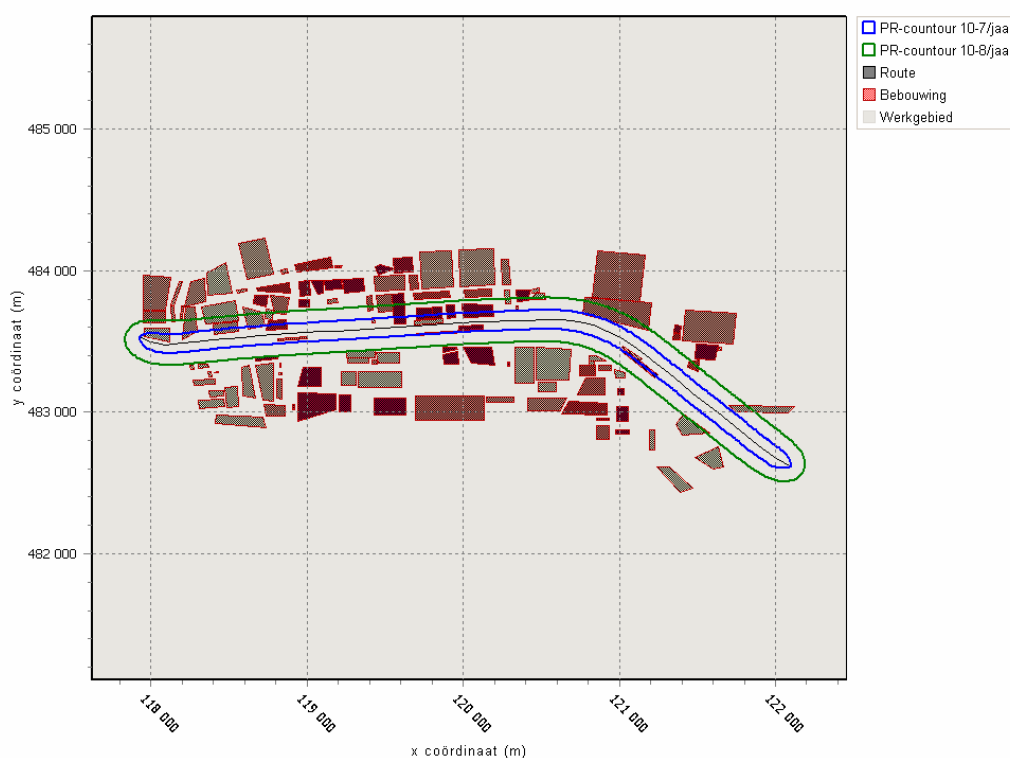 PR-countour 10-7/jaa
PR-countour 10-8/jaa
Route
Bebouwing
Werkgebied
485 000
484 000
483 000
482 000
y coördinaat (m)
118 000
119 000
120 000
121 000
122 000
x coördinaat (m)